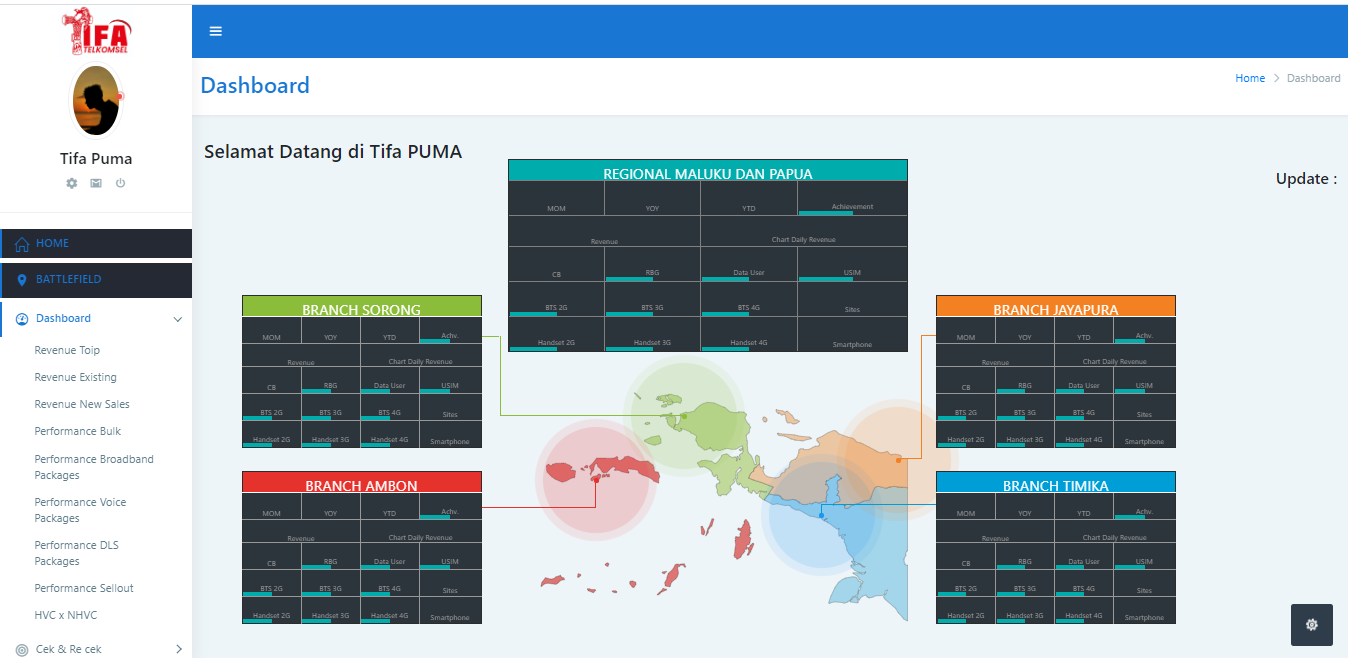 TIFA
TELKOMSEL
Tifa Puma
HOME
BATTLEFIELD
Dashboard
Revenue Toip
Revenue Existing
Revenue New Sales
Performance Bulk
Performance Broadband
Packages
Performance Voice
Packages
Performance DLS
Packages
Performance Sellout
HVC x NHVC
Cek & Re cek
Dashboard
Home > Dashboard
Selamat Datang di Tifa PUMA
Update :
REGIONAL MALUKU DAN PAPUA
MOM YOY YTD Achievement
Revenue Chart Daily Revenue
CB RBG Data User USIM
BTS 2G BTS 3G BTS 4G Sites
Handset 2G Handset 3G Handset 4G Smartphone
BRANCH SORONG
MOM YOY YTD Achv.
Revenue Chart Daily Revenue
CB RBG Data User USIM
BTS 2G BTS 3G BTS 4G Sites
Handset 2G Handset 3G Handset 4G Smartphone
BRANCH JAYAPURA
MOM YOY YTD Achv.
Revenue Chart Daily Revenue
CB RBG Data User USIM
BTS 2G BTS 3G BTS 4G Sites
Handset 2G Handset 3G Handset 4G Smartphone
BRANCH AMBON
MOM YOY YTD Achv.
Revenue Chart Daily Revenue
CB RBG Data User USIM
BTS 2G BTS 3G BTS 4G Sites
Handset 2G Handset 3G Handset 4G Smartphone
BRANCH TIMIKA
MOM YOY YTD Achv.
Revenue Chart Daily Revenue
CB RBG Data User USIM
BTS 2G BTS 3G BTS 4G Sites
Handset 2G Handset 3G Handset 4G Smartphone